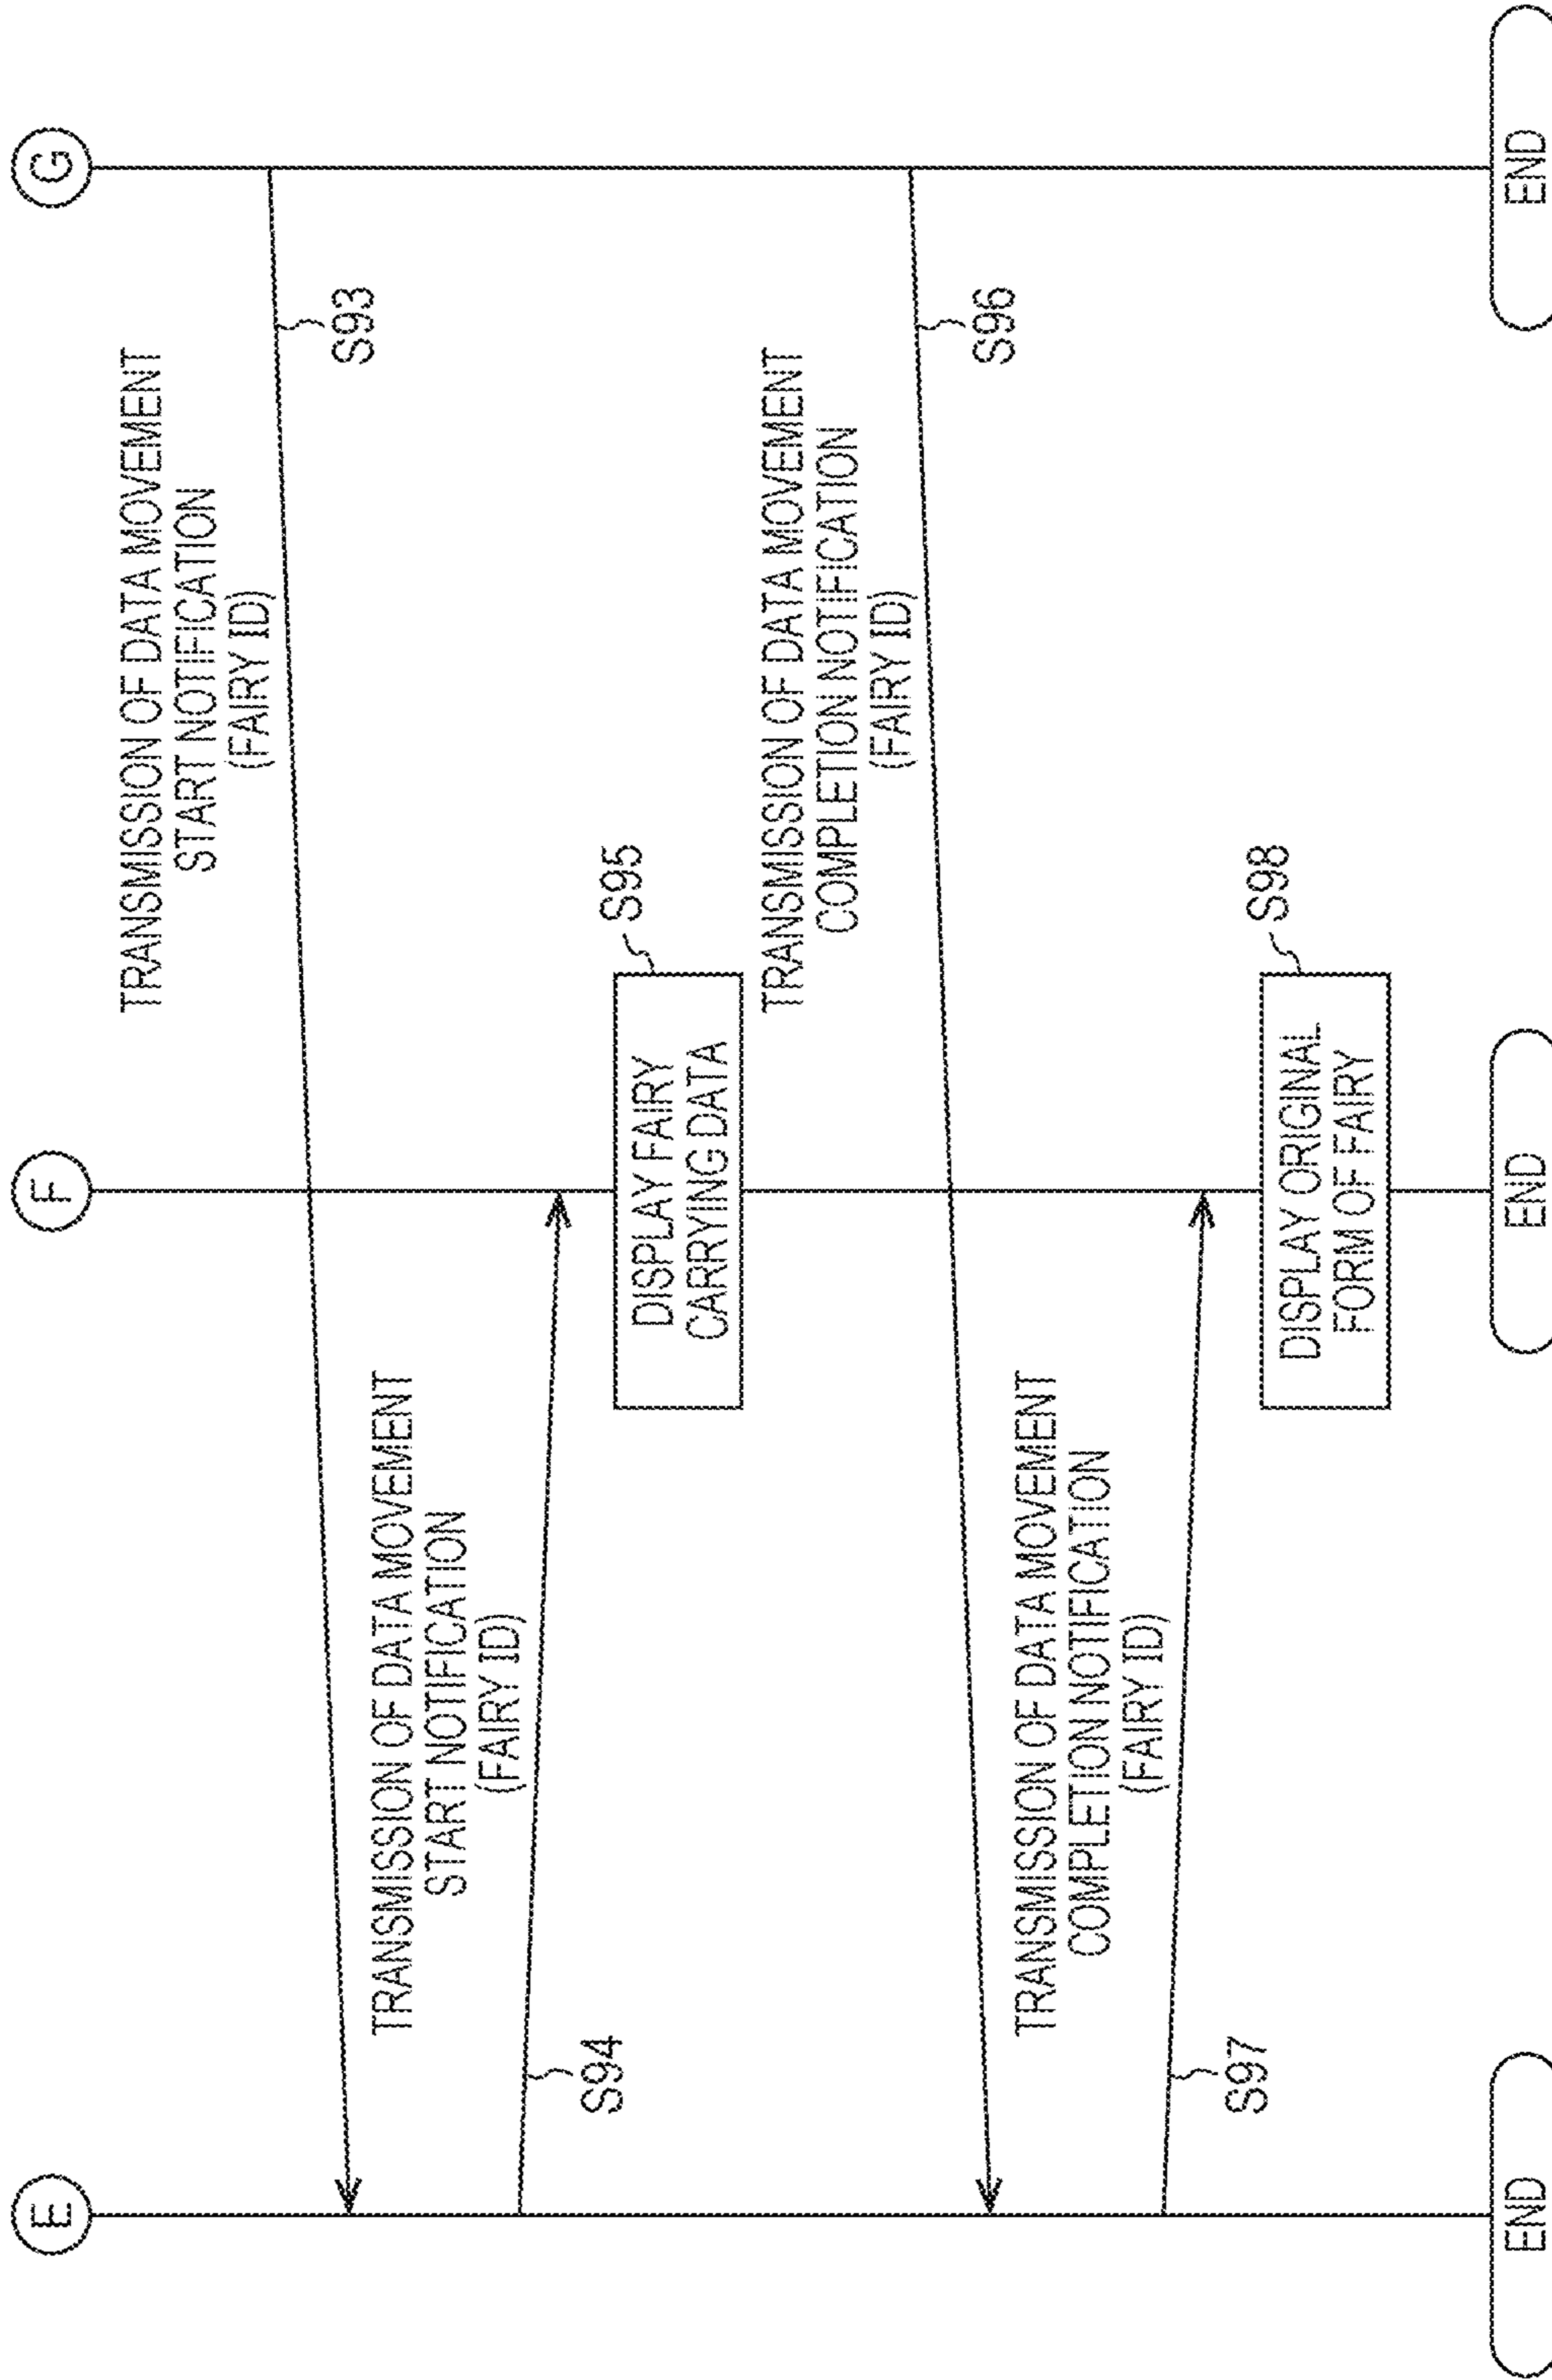 E
F
G
TRANSMISSION OF DATA MOVEMENT
START NOTIFICATION
(FAIRY ID)
S93
TRANSMISSION OF DATA MOVEMENT
START NOTIFICATION
(FAIRY ID)
S94
S95
DISPLAY FAIRY
CARRYING DATA
TRANSMISSION OF DATA MOVEMENT
COMPLETION NOTIFICATION
(FAIRY ID)
S96
TRANSMISSION OF DATA MOVEMENT
COMPLETION NOTIFICATION
(FAIRY ID)
S97
S98
DISPLAY ORIGINAL
FORM OF FAIRY
END
END
END